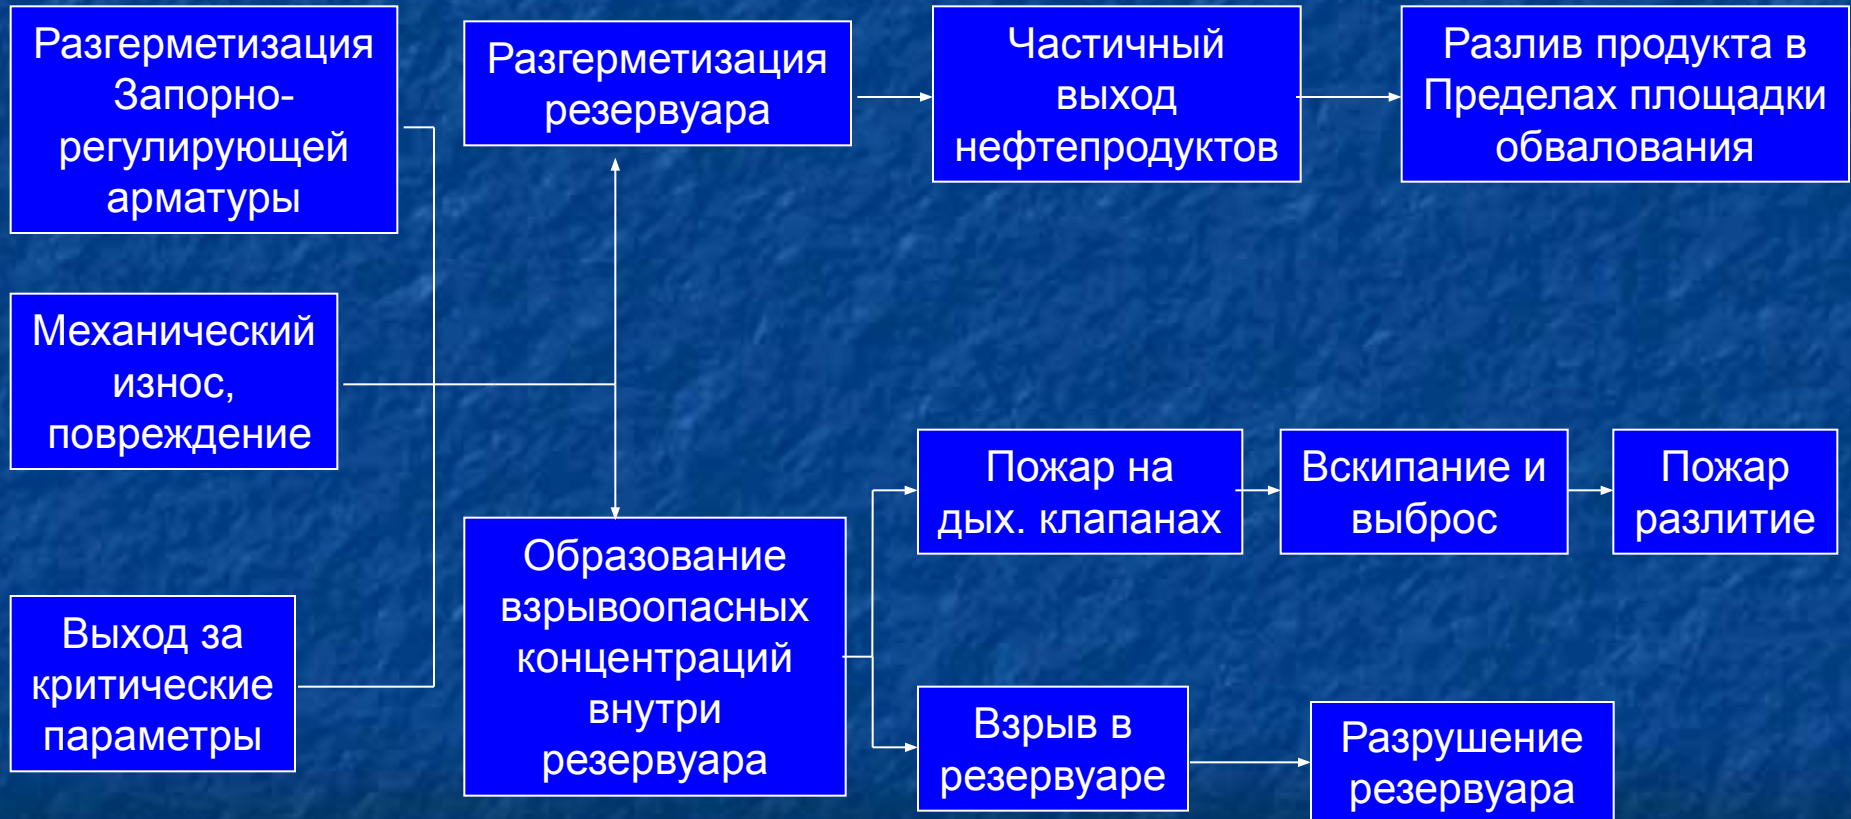 Разгерметизация
Запорно-
регулирующей
арматуры
Разгерметизация
резервуара
Частичный
выход
нефтепродуктов
Разлив продукта в
Пределах площадки
обвалования
Механический
износ,
повреждение
Выход за
критические
параметры
Образование
взрывоопасных
концентраций
внутри
резервуара
Пожар на
дых. клапанах
Вскипание и
выброс
Пожар
разлитие
Взрыв в
резервуаре
Разрушение
резервуара